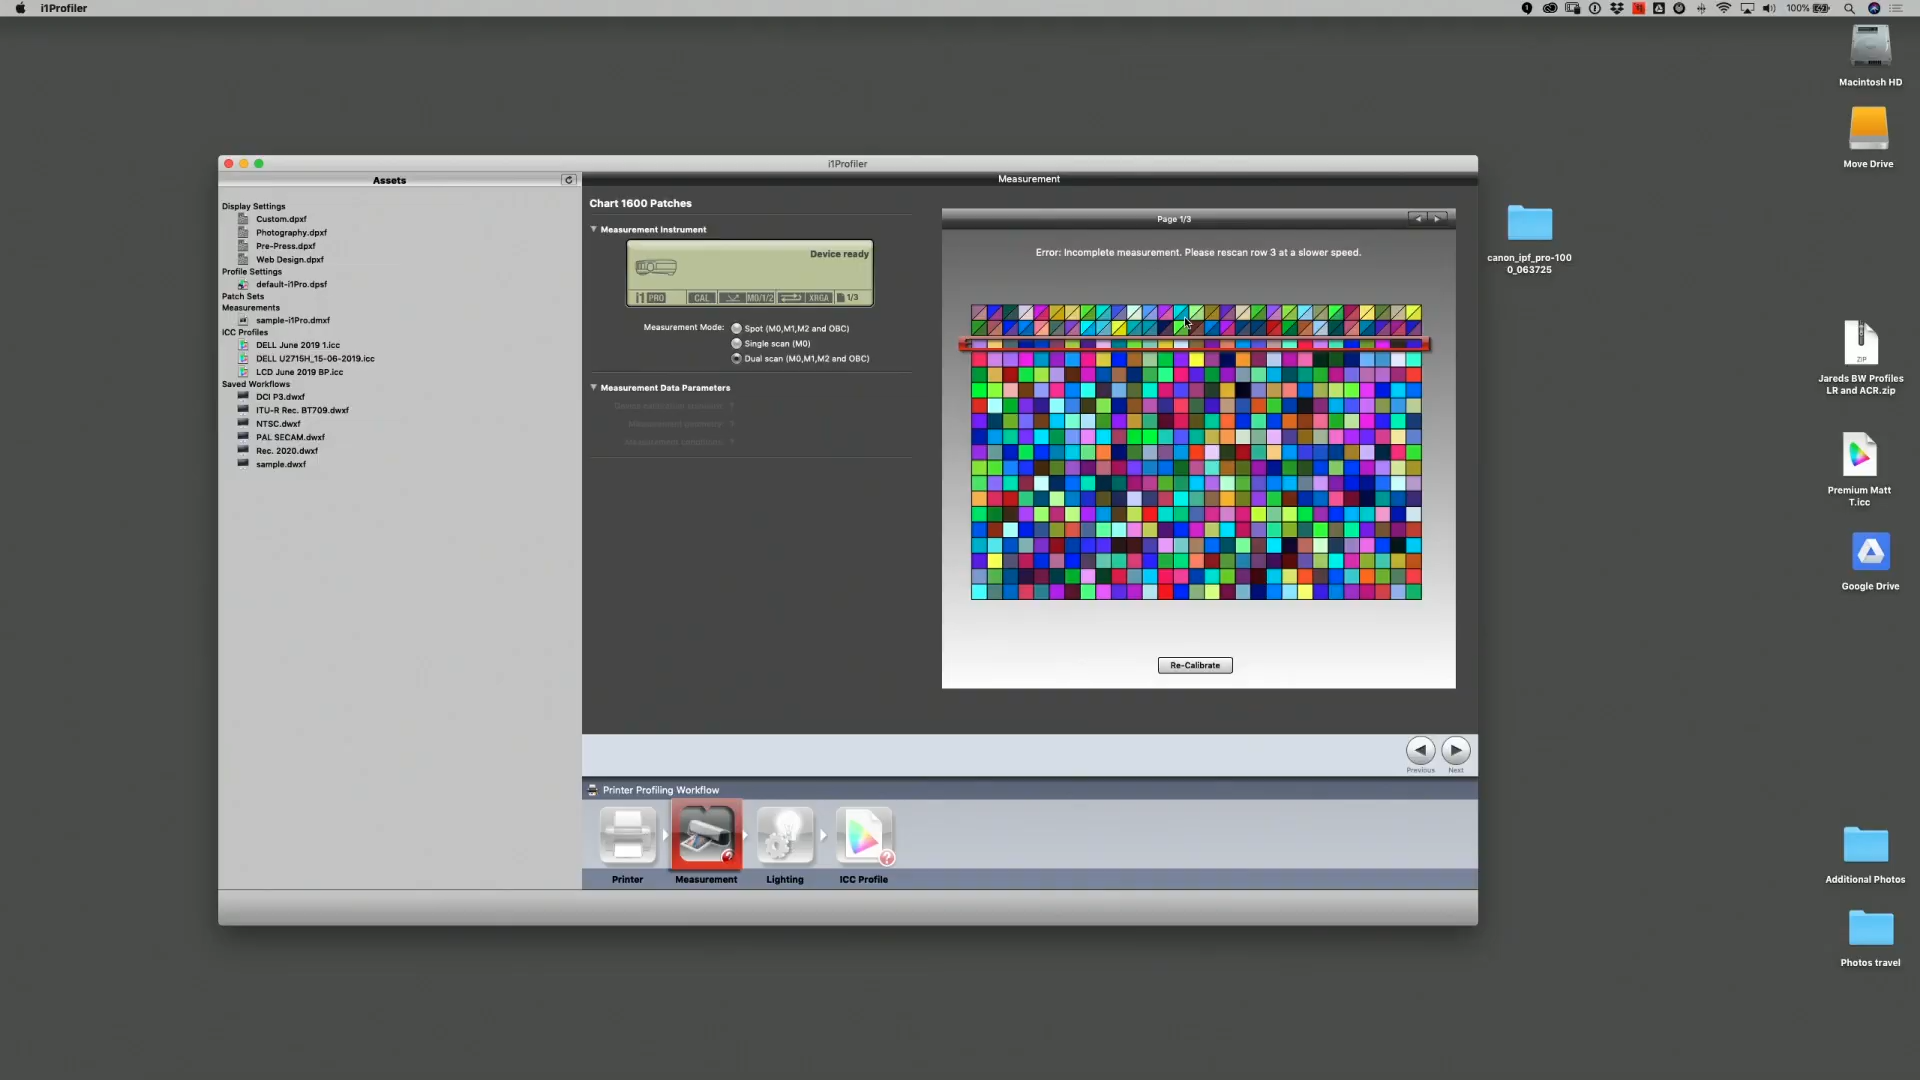 i1Profiler
100%
Macintosh HD
Move Drive
canon_ipf_pro-100
0_063725
Jareds BW Profiles
LR and ACR.zip
ZIP
Premium Matt
T.icc
Google Drive
Additional Photos
Photos travel
i1Profiler
Assets
Display Settings
Custom.dpxf
Photography.dpxf
Pre-Press.dpxf
Web Design.dpxf
Profile Settings
default-i1Pro.dpsf
Patch Sets
Measurements
sample-i1Pro.dmxf
ICC Profiles
DELL June 2019 1.icc
DELL U2715H_15-06-2019.icc
LCD June 2019 BP.icc
Saved Workflows
DCI P3.dwxf
ITU-R Rec. BT709.dwxf
NTSC.dwxf
PAL SECAM.dwxf
Rec. 2020.dwxf
sample.dwxf
Measurement
Chart 1600 Patches
Measurement Instrument
Device ready
i1 PRO CAL M0/1/2 XRGA 1/3
Measurement Mode:
Spot (M0,M1,M2 and OBC)
Single scan (M0)
Dual scan (M0,M1,M2 and OBC)
Measurement Data Parameters
Page 1/3
Error: Incomplete measurement. Please rescan row 3 at a slower speed.
Re-Calibrate
Previous
Next
Printer Profiling Workflow
Printer
Measurement
Lighting
ICC Profile